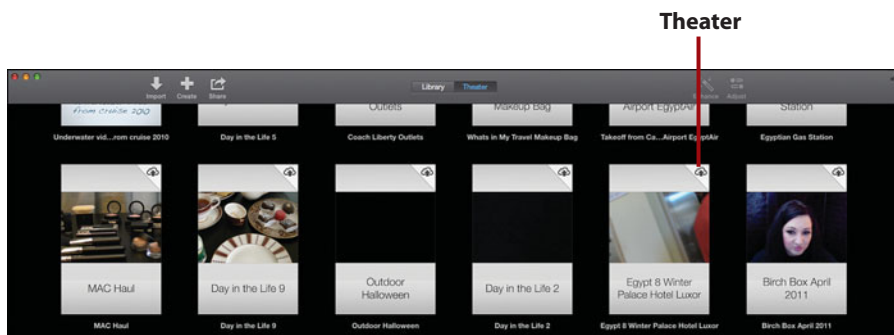 Theater
Import Create Share Library Theater Enhance Adjust
from cruise 2010 Outlets Makeup Bag Airport EgyptAir Station
Underwater vid...rom cruise 2010 Day in the Life 5 Coach Liberty Outlets Whats in My Travel Makeup Bag Takeoff from Ca...Airport EgyptAir Egyptian Gas Station
MAC Haul Day in the Life 9 Outdoor Halloween Day in the Life 2 Egypt 8 Winter Palace Hotel Luxor Birch Box April 2011
MAC Haul Day in the Life 9 Outdoor Halloween Day in the Life 2 Egypt 8 Winter Palace Hotel Luxor Birch Box April 2011